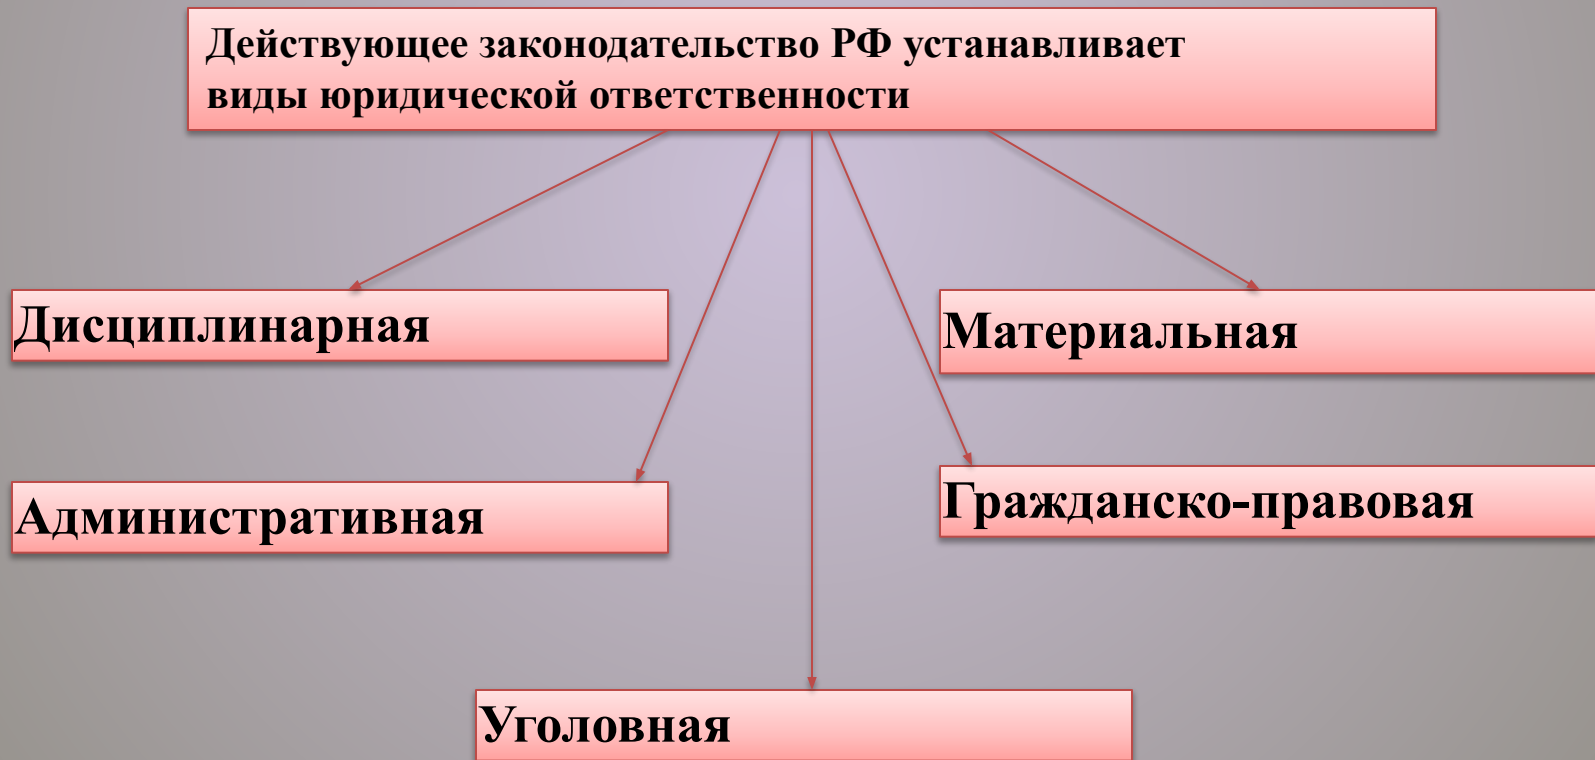 Действующее законодательство РФ устанавливает
виды юридической ответственности
Дисциплинарная
Материальная
Административная
Гражданско-правовая
Уголовная